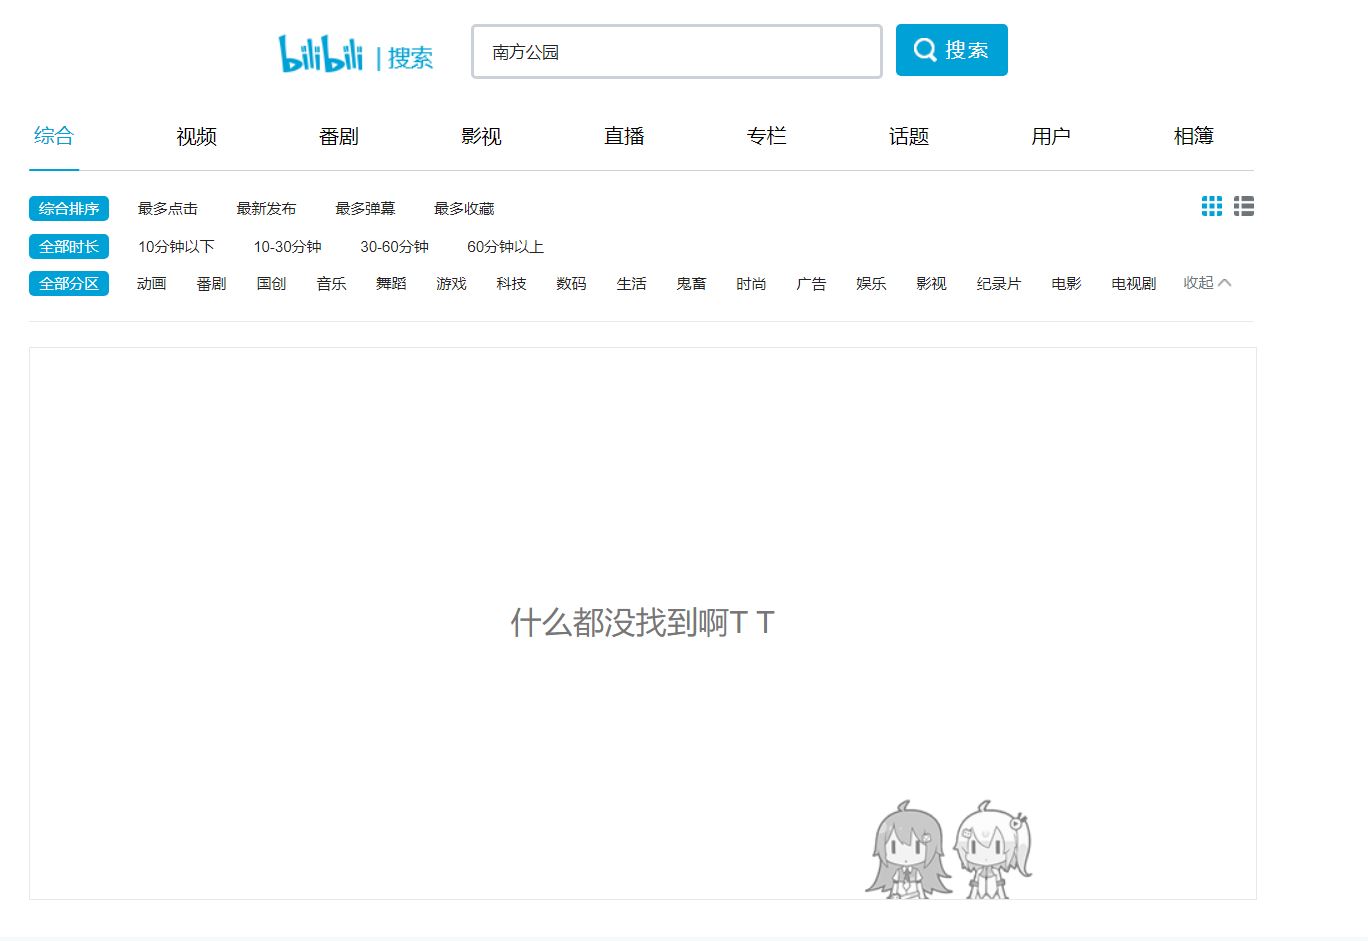 bilibili | 搜索 南方公园 搜索
综合 视频 番剧 影视 直播 专栏 话题 用户 相簿
综合排序 最多点击 最新发布 最多弹幕 最多收藏
全部时长 10分钟以下 10-30分钟 30-60分钟 60分钟以上
全部分区 动画 番剧 国创 音乐 舞蹈 游戏 科技 数码 生活 鬼畜 时尚 广告 娱乐 影视 纪录片 电影 电视剧 收起
什么都没找到啊T T